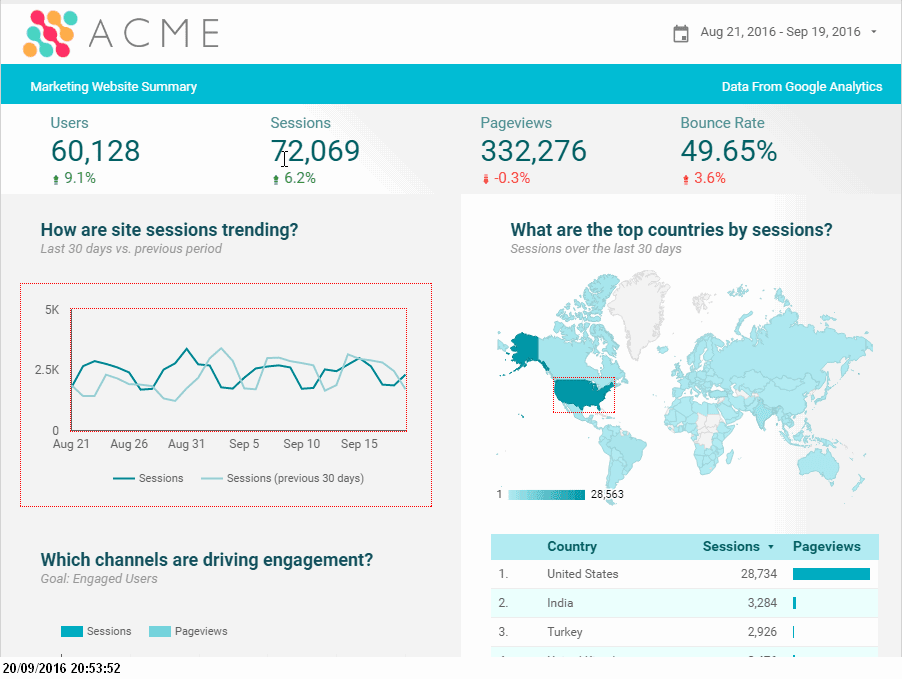 ACME
Aug 21, 2016 - Sep 19, 2016
Marketing Website Summary
Data From Google Analytics
Users
60,128
9.1%
Sessions
72,069
6.2%
Pageviews
332,276
-0.3%
Bounce Rate
49.65%
3.6%
How are site sessions trending?
Last 30 days vs. previous period
5K
2.5K
0
Aug 21 Aug 26 Aug 31 Sep 5 Sep 10 Sep 15
Sessions Sessions (previous 30 days)
Which channels are driving engagement?
Goal: Engaged Users
Sessions Pageviews
What are the top countries by sessions?
Sessions over the last 30 days
1 28,563
Country Sessions Pageviews
1. United States 28,734
2. India 3,284
3. Turkey 2,926
20/09/2016 20:53:52